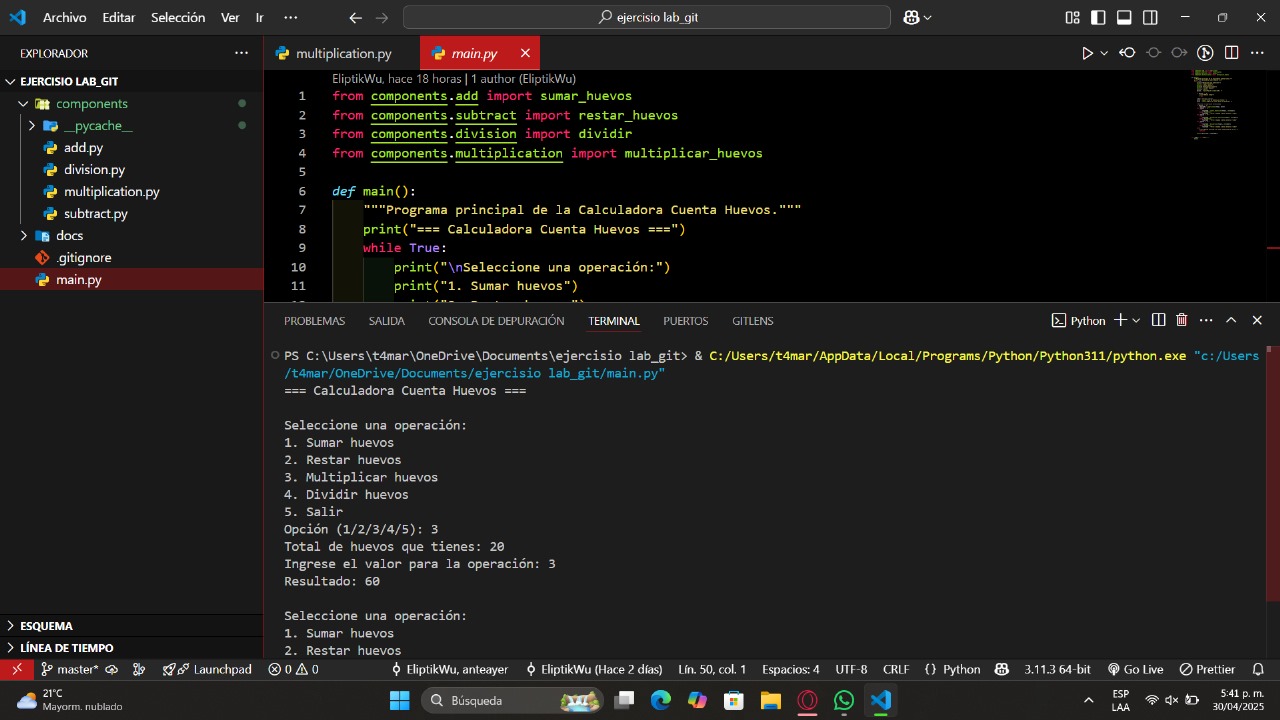 Archivo Editar Selección Ver Ir ··· ejercisio lab_git
EXPLORADOR ···
EJERCISIO LAB_GIT
components
__pycache__
add.py
division.py
multiplication.py
subtract.py
docs
.gitignore
main.py
ESQUEMA
LÍNEA DE TIEMPO
multiplication.py main.py
EliptikWu, hace 18 horas | 1 author (EliptikWu)
1 from components.add import sumar_huevos
2 from components.subtract import restar_huevos
3 from components.division import dividir
4 from components.multiplication import multiplicar_huevos
5
6 def main():
7 """Programa principal de la Calculadora Cuenta Huevos."""
8 print("=== Calculadora Cuenta Huevos ===")
9 while True:
10 print("\nSeleccione una operación:")
11 print("1. Sumar huevos")
PROBLEMAS SALIDA CONSOLA DE DEPURACIÓN TERMINAL PUERTOS GITLENS Python
PS C:\Users\t4mar\OneDrive\Documents\ejercisio lab_git> & C:/Users/t4mar/AppData/Local/Programs/Python/Python311/python.exe "c:/Users
/t4mar/OneDrive/Documents/ejercisio lab_git/main.py"
=== Calculadora Cuenta Huevos ===
Seleccione una operación:
1. Sumar huevos
2. Restar huevos
3. Multiplicar huevos
4. Dividir huevos
5. Salir
Opción (1/2/3/4/5): 3
Total de huevos que tienes: 20
Ingrese el valor para la operación: 3
Resultado: 60
Seleccione una operación:
1. Sumar huevos
2. Restar huevos
master* Launchpad 0 0 EliptikWu, anteayer EliptikWu (Hace 2 días) Lín. 50, col. 1 Espacios: 4 UTF-8 CRLF {} Python 3.11.3 64-bit Go Live Prettier
21°C
Mayorm. nublado
Búsqueda
ESP
LAA
5:41 p. m.
30/04/2025